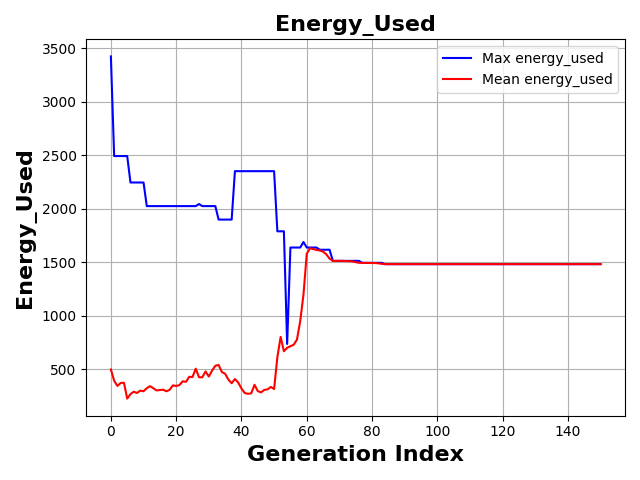 Energy_Used
Max energy_used
Mean energy_used
3500
3000
2500
2000
1500
1000
500
Energy_Used
0 20 40 60 80 100 120 140
Generation Index